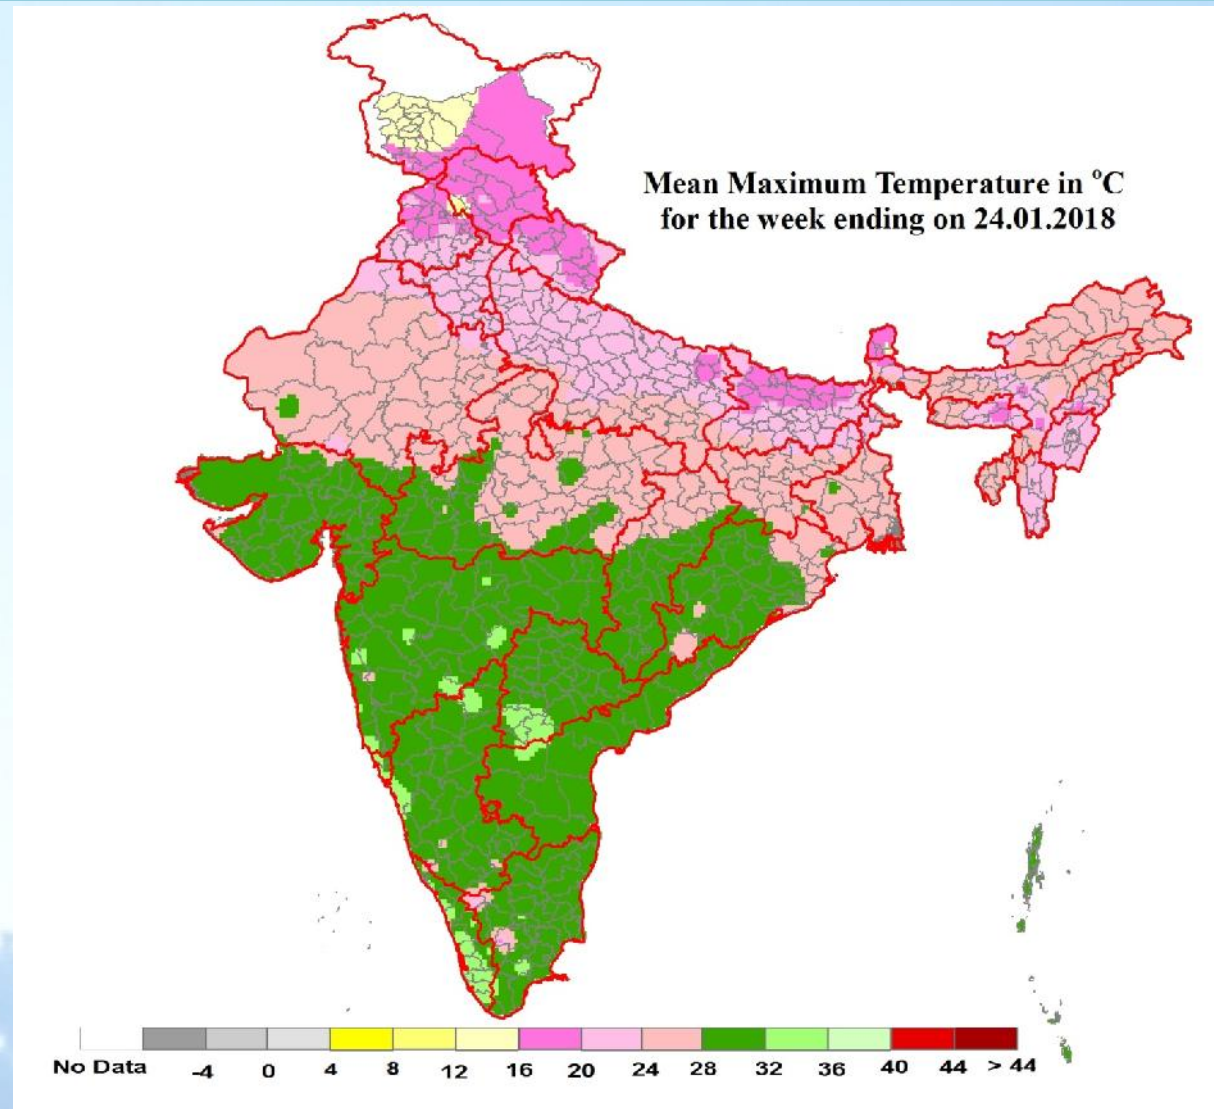 Mean Maximum Temperature in °C
for the week ending on 24.01.2018
No Data -4 0 4 8 12 16 20 24 28 32 36 40 44 > 44